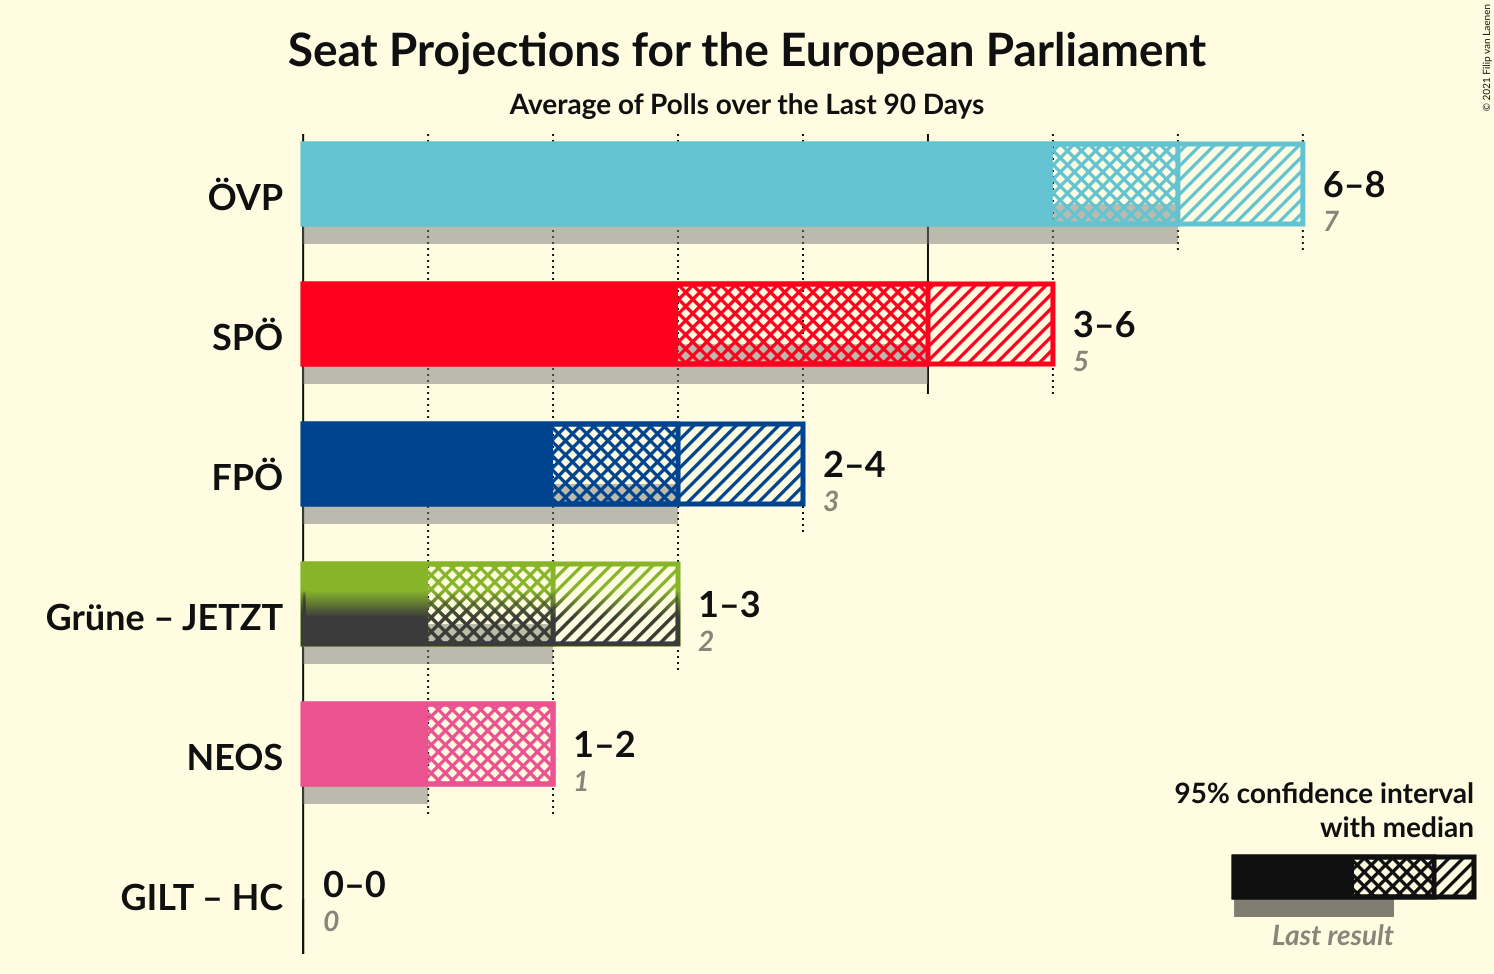 Seat Projections for the European Parliament
Average of Polls over the Last 90 Days
© 2021 Filip van Laenen
ÖVP
6–8
7
SPÖ
3–6
5
FPÖ
2–4
3
Grüne – JETZT
1–3
2
NEOS
1–2
1
GILT – HC
0–0
0
95% confidence interval
with median
Last result